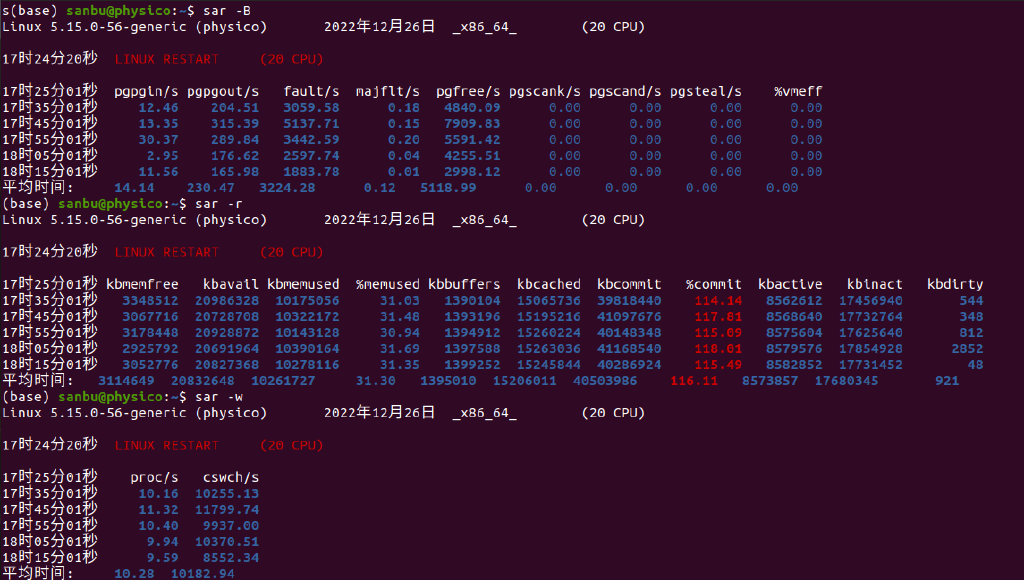 s(base) sanbu@physico:~$ sar -B
Linux 5.15.0-56-generic (physico) 2022年12月26日 _x86_64_ (20 CPU)
17时24分20秒 LINUX RESTART (20 CPU)
17时25分01秒 pgpgin/s pgpgout/s fault/s majflt/s pgfree/s pgscank/s pgscand/s pgsteal/s %vmeff
17时35分01秒 12.46 204.51 3059.58 0.18 4840.09 0.00 0.00 0.00 0.00
17时45分01秒 13.35 315.39 5137.71 0.15 7909.83 0.00 0.00 0.00 0.00
17时55分01秒 30.37 289.84 3442.59 0.20 5591.42 0.00 0.00 0.00 0.00
18时05分01秒 2.95 176.62 2597.74 0.04 4255.51 0.00 0.00 0.00 0.00
18时15分01秒 11.56 165.98 1883.78 0.01 2998.12 0.00 0.00 0.00 0.00
平均时间: 14.14 230.47 3224.28 0.12 5118.99 0.00 0.00 0.00 0.00
(base) sanbu@physico:~$ sar -r
Linux 5.15.0-56-generic (physico) 2022年12月26日 _x86_64_ (20 CPU)
17时24分20秒 LINUX RESTART (20 CPU)
17时25分01秒 kbmemfree kbavail kbmemused %memused kbbuffers kbcached kbcommit %commit kbactive kbinact kbdirty
17时35分01秒 3348512 20986328 10175056 31.03 1390104 15065736 39818440 114.14 8562612 17456940 544
17时45分01秒 3067716 20728708 10322172 31.48 1393196 15195216 41097676 117.81 8568640 17732764 348
17时55分01秒 3178448 20928872 10143128 30.94 1394912 15260224 40148348 115.09 8575604 17625640 812
18时05分01秒 2925792 20691964 10390164 31.69 1397588 15263036 41168540 118.01 8579576 17854928 2852
18时15分01秒 3052776 20827368 10278116 31.35 1399252 15245844 40286924 115.49 8582852 17731452 48
平均时间: 3114649 20832648 10261727 31.30 1395010 15206011 40503986 116.11 8573857 17680345 921
(base) sanbu@physico:~$ sar -w
Linux 5.15.0-56-generic (physico) 2022年12月26日 _x86_64_ (20 CPU)
17时24分20秒 LINUX RESTART (20 CPU)
17时25分01秒 proc/s cswch/s
17时35分01秒 10.16 10255.13
17时45分01秒 11.32 11799.74
17时55分01秒 10.40 9937.00
18时05分01秒 9.94 10370.51
18时15分01秒 9.59 8552.34
平均时间: 10.28 10182.94